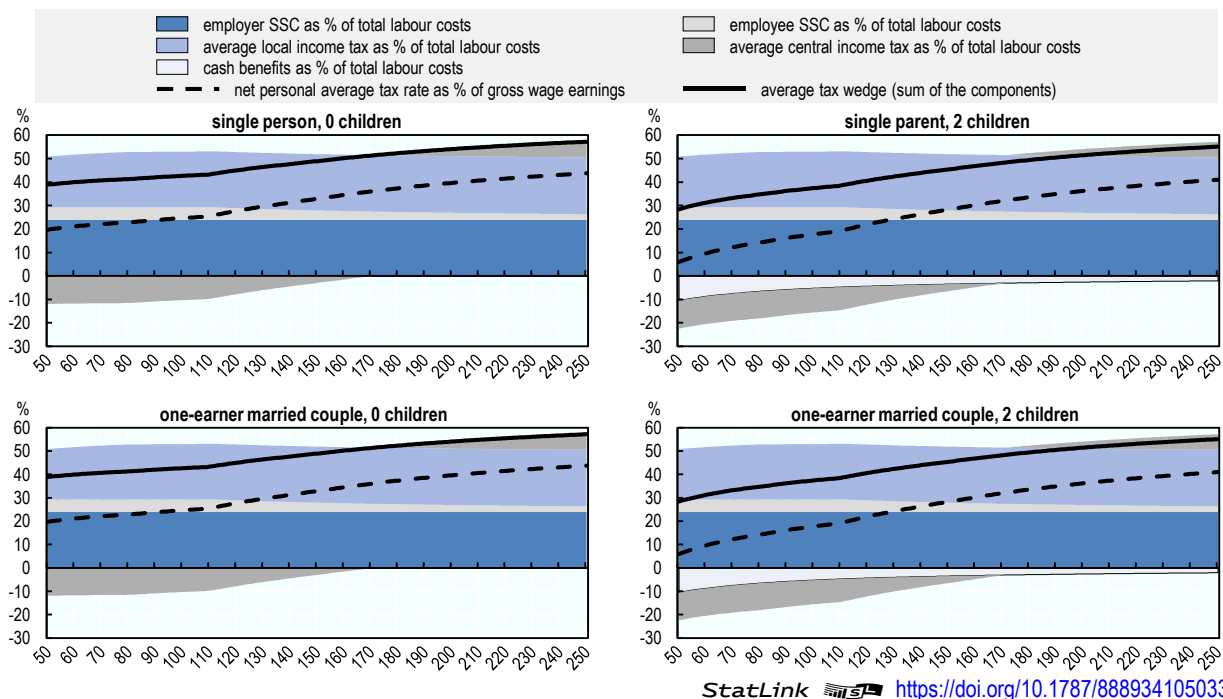 employer SSC as % of total labour costs
employee SSC as % of total labour costs
average local income tax as % of total labour costs
average central income tax as % of total labour costs
cash benefits as % of total labour costs
net personal average tax rate as % of gross wage earnings
average tax wedge (sum of the components)
%
single person, 0 children
60
50
40
30
20
10
0
-10
-20
-30
50 60 70 80 90 100 110 120 130 140 150 160 170 180 190 200 210 220 230 240 250
%
single parent, 2 children
60
50
40
30
20
10
0
-10
-20
-30
50 60 70 80 90 100 110 120 130 140 150 160 170 180 190 200 210 220 230 240 250
%
one-earner married couple, 0 children
60
50
40
30
20
10
0
-10
-20
-30
50 60 70 80 90 100 110 120 130 140 150 160 170 180 190 200 210 220 230 240 250
%
one-earner married couple, 2 children
60
50
40
30
20
10
0
-10
-20
-30
50 60 70 80 90 100 110 120 130 140 150 160 170 180 190 200 210 220 230 240 250
StatLink https://doi.org/10.1787/888934105033